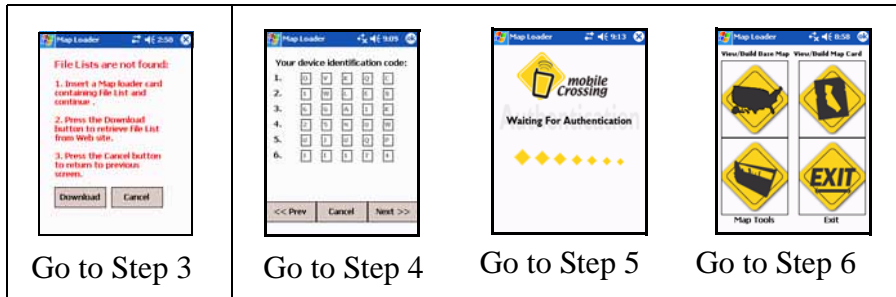 Map Loader 2:58
File Lists are not found:
1. Insert a Map loader card
containing File List and
continue .
2. Press the Download
button to retrieve File List
from Web site.
3. Press the Cancel button
to return to previous
screen.
Download Cancel
Go to Step 3
Map Loader 9:09 ok
Your device identification code:
1.
2.
3.
4.
5.
6.
<< Prev Cancel Next >>
Go to Step 4
Map Loader 9:13
mobile
Crossing
Authentication
Waiting For Authentication
Go to Step 5
Map Loader 8:58 ok
View/Build Base Map View/Build Map Card
EXIT
Map Tools Exit
Go to Step 6